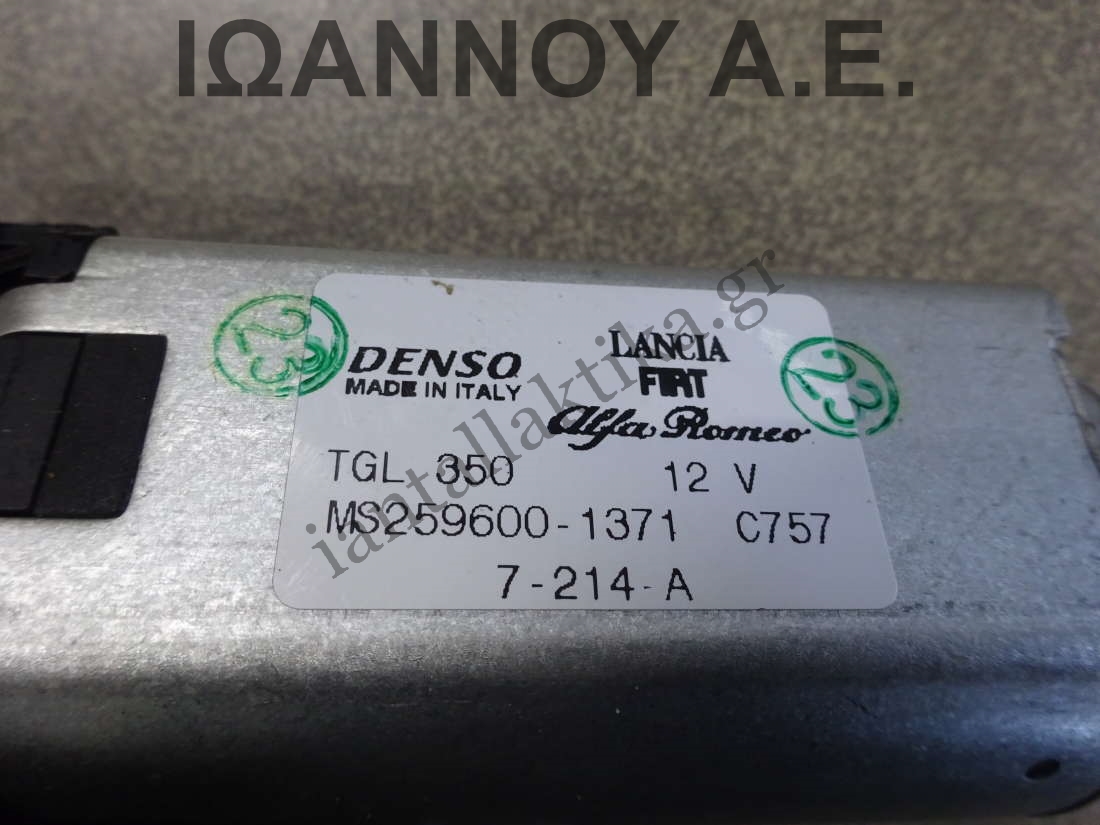 ΙΩΑΝΝΟΥ Α.Ε.
23
DENSO
MADE IN ITALY
LANCIA
FIAT
Alfa Romeo
23
TGL 350 12 V
MS259600-1371 C757
7-214-A
iantallaktika.gr